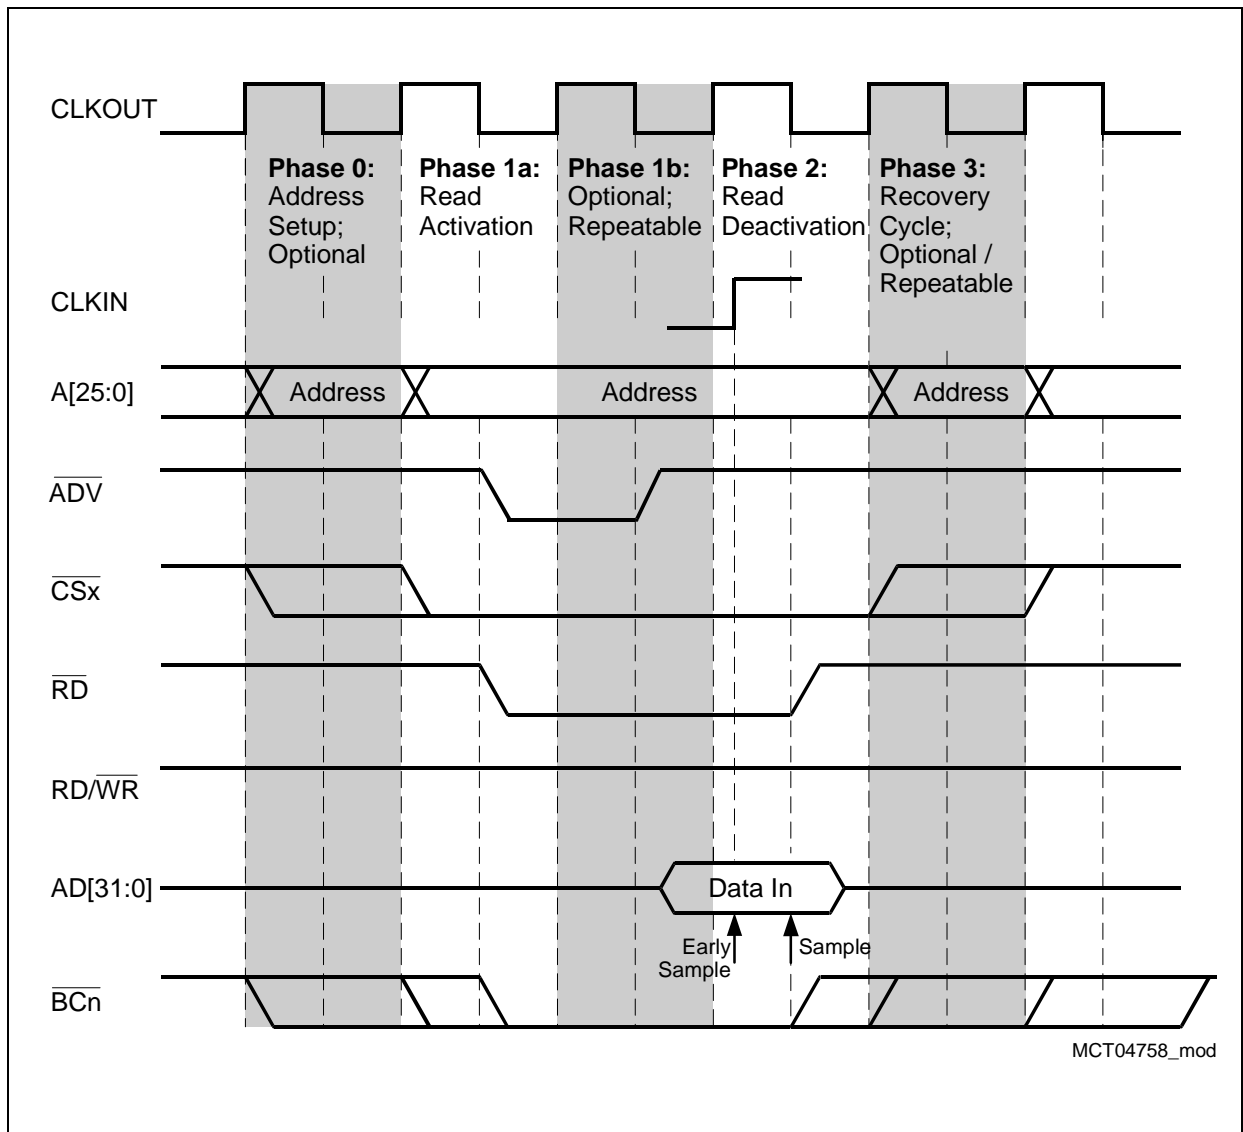 CLKOUT
Phase 0:
Address
Setup;
Optional
Phase 1a:
Read
Activation
Phase 1b:
Optional;
Repeatable
Phase 2:
Read
Deactivation
Phase 3:
Recovery
Cycle;
Optional /
Repeatable
CLKIN
A[25:0]
Address
Address
Address
ADV
CSx
RD
RD/WR
AD[31:0]
Data In
Early
Sample
Sample
BCn
MCT04758_mod